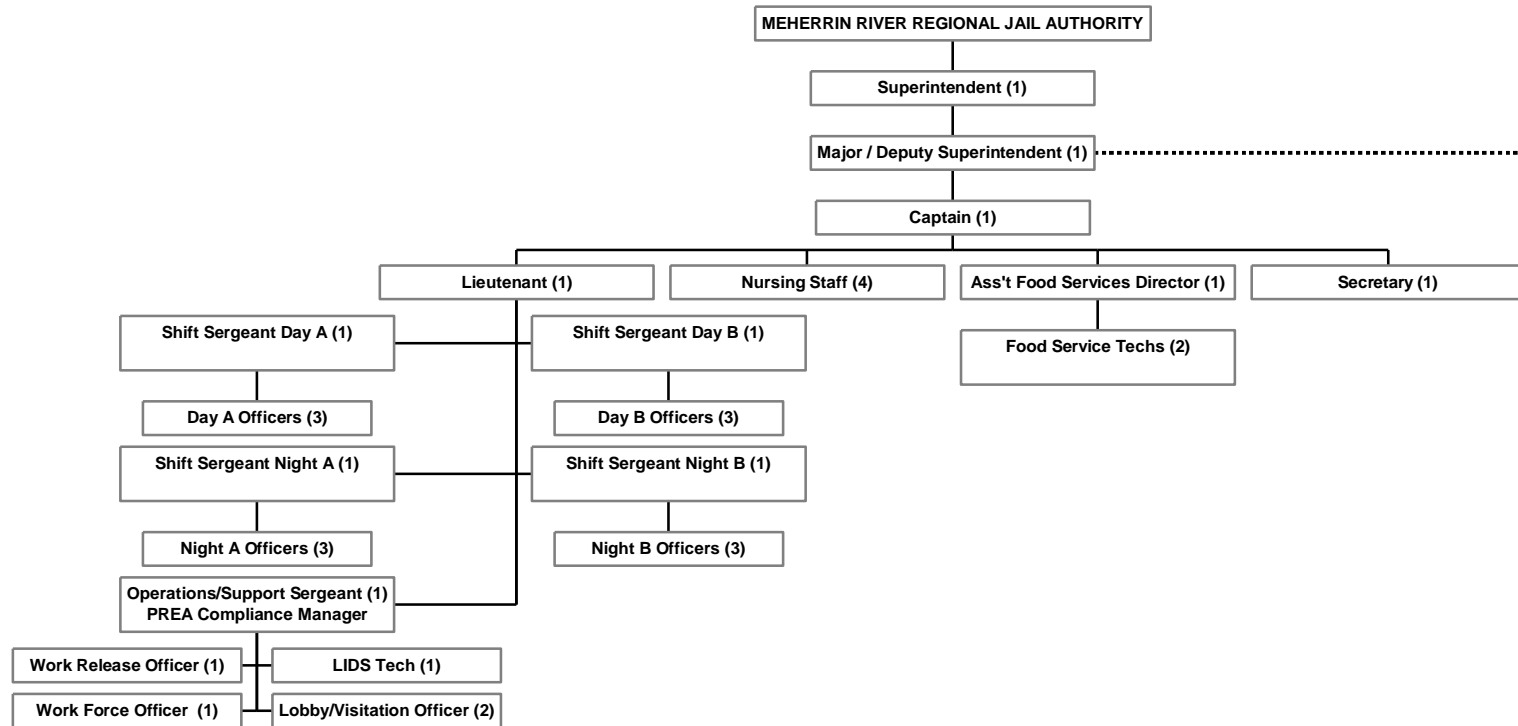 MEHERRIN RIVER REGIONAL JAIL AUTHORITY
Superintendent (1)
Major / Deputy Superintendent (1)
Captain (1)
Lieutenant (1)
Nursing Staff (4)
Ass't Food Services Director (1)
Secretary (1)
Shift Sergeant Day A (1)
Shift Sergeant Day B (1)
Food Service Techs (2)
Day A Officers (3)
Day B Officers (3)
Shift Sergeant Night A (1)
Shift Sergeant Night B (1)
Night A Officers (3)
Night B Officers (3)
Operations/Support Sergeant (1)
PREA Compliance Manager
Work Release Officer (1)
LIDS Tech (1)
Work Force Officer (1)
Lobby/Visitation Officer (2)